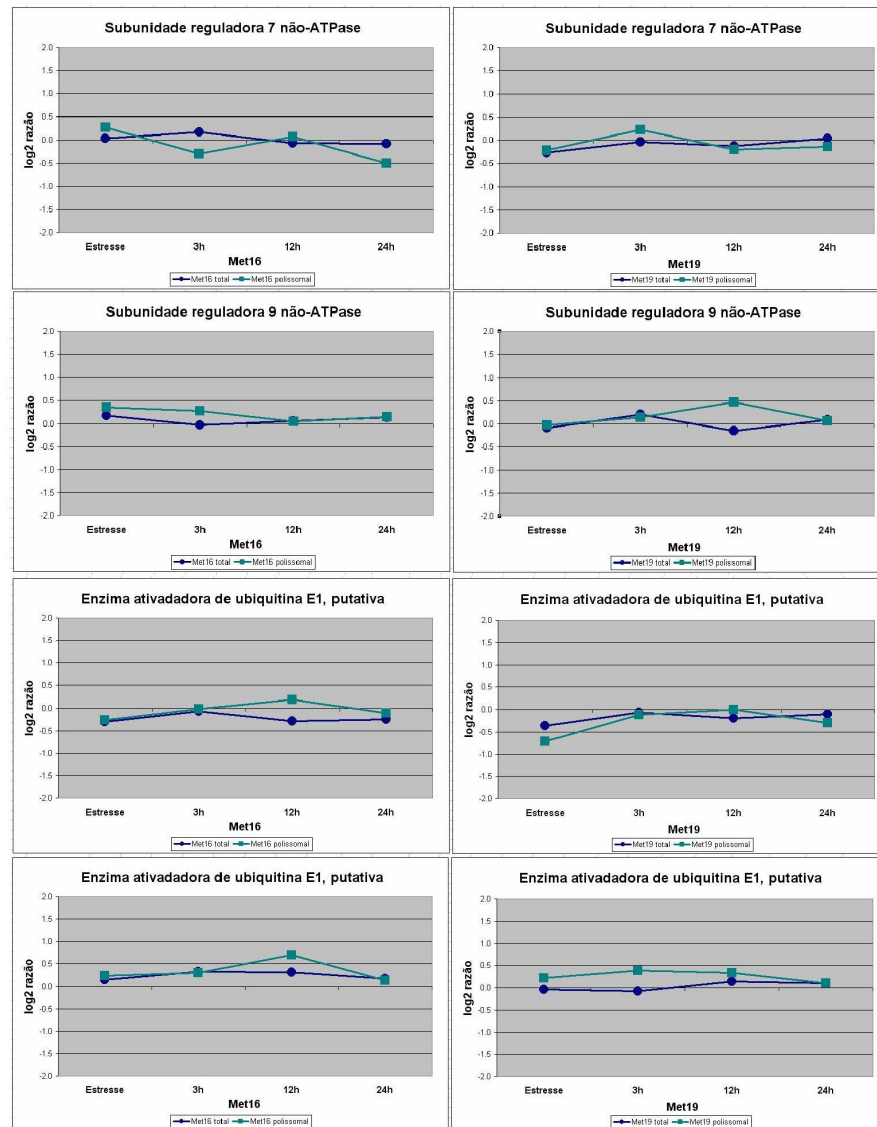 Subunidade reguladora 7 não-ATPase
log2 razão
2.0
1.5
1.0
0.5
0.0
-0.5
-1.0
-1.5
-2.0
Estresse 3h 12h 24h
Met16
Met16 total Met16 polissomal
Subunidade reguladora 7 não-ATPase
log2 razão
2.0
1.5
1.0
0.5
0.0
-0.5
-1.0
-1.5
-2.0
Estresse 3h 12h 24h
Met19
Met19 total Met19 polissomal
Subunidade reguladora 9 não-ATPase
log2 razão
2.0
1.5
1.0
0.5
0.0
-0.5
-1.0
-1.5
-2.0
Estresse 3h 12h 24h
Met16
Met16 total Met16 polissomal
Subunidade reguladora 9 não-ATPase
log2 razão
2.0
1.5
1.0
0.5
0.0
-0.5
-1.0
-1.5
-2.0
Estresse 3h 12h 24h
Met19
Met19 total Met19 polissomal
Enzima ativadadora de ubiquitina E1, putativa
log2 razão
2.0
1.5
1.0
0.5
0.0
-0.5
-1.0
-1.5
-2.0
Estresse 3h 12h 24h
Met16
Met16 total Met16 polissomal
Enzima ativadadora de ubiquitina E1, putativa
log2 razão
2.0
1.5
1.0
0.5
0.0
-0.5
-1.0
-1.5
-2.0
Estresse 3h 12h 24h
Met19
Met19 total Met19 polissomal
Enzima ativadadora de ubiquitina E1, putativa
log2 razão
2.0
1.5
1.0
0.5
0.0
-0.5
-1.0
-1.5
-2.0
Estresse 3h 12h 24h
Met16
Met16 total Met16 polissomal
Enzima ativadadora de ubiquitina E1, putativa
log2 razão
2.0
1.5
1.0
0.5
0.0
-0.5
-1.0
-1.5
-2.0
Estresse 3h 12h 24h
Met19
Met19 total Met19 polissomal